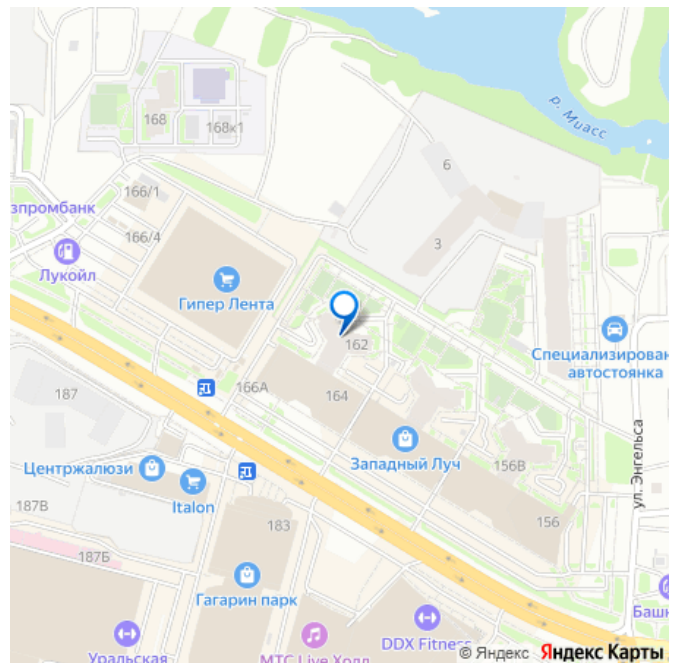 р. Миасс
168
168к1
6
166/1
зпромбанк
166/4
3
Лукойл
Гипер Лента
162
Специализирован
автостоянка
187
166А
164
ул. Энгельса
Западный Луч
156В
Центржалюзи
Italon
187В
183
156
187Б
Гагарин парк
Башн
DDX Fitness
Уральская
МТС Live Холл
© Яндекс Яндекс Карты